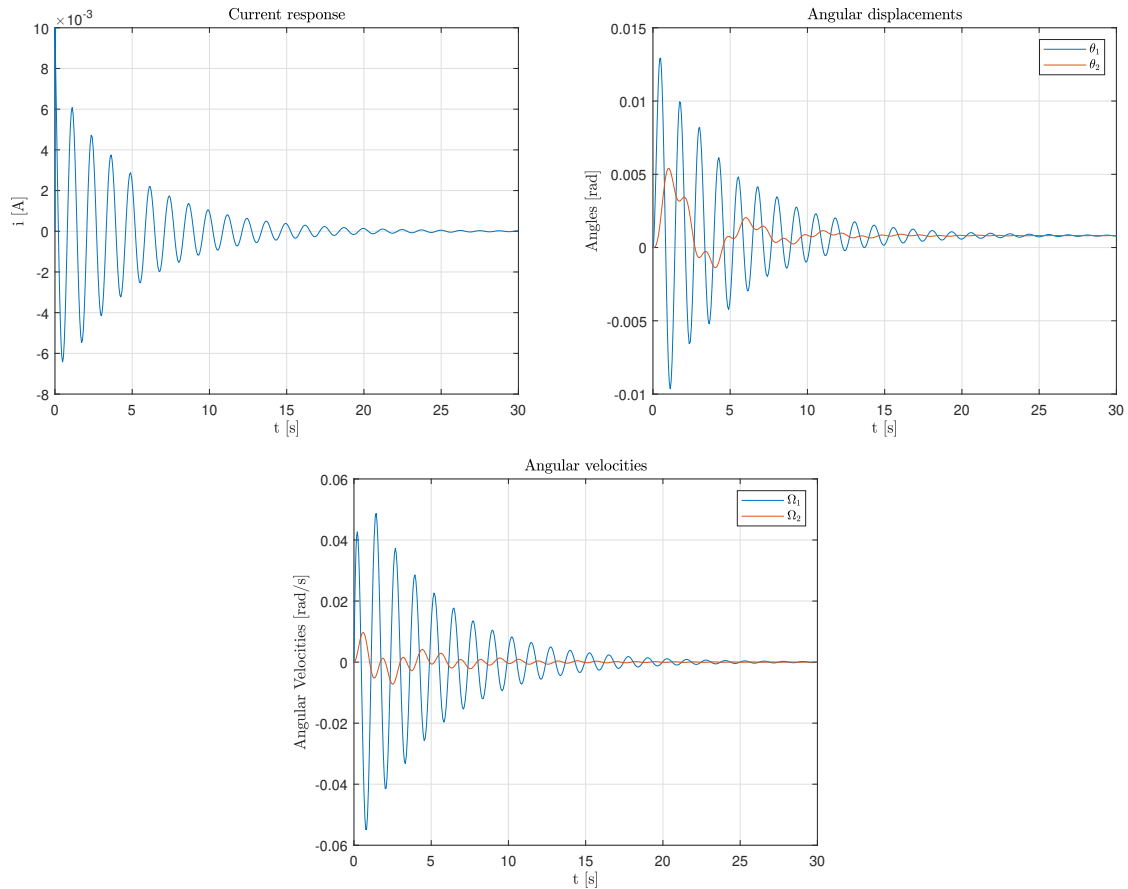 Current response
×10⁻³
10
8
6
4
2
0
-2
-4
-6
-8
i [A]
0 5 10 15 20 25 30
t [s]
Angular displacements
θ₁
θ₂
0.015
0.01
0.005
0
-0.005
-0.01
Angles [rad]
0 5 10 15 20 25 30
t [s]
Angular velocities
Ω₁
Ω₂
0.06
0.04
0.02
0
-0.02
-0.04
-0.06
Angular Velocities [rad/s]
0 5 10 15 20 25 30
t [s]